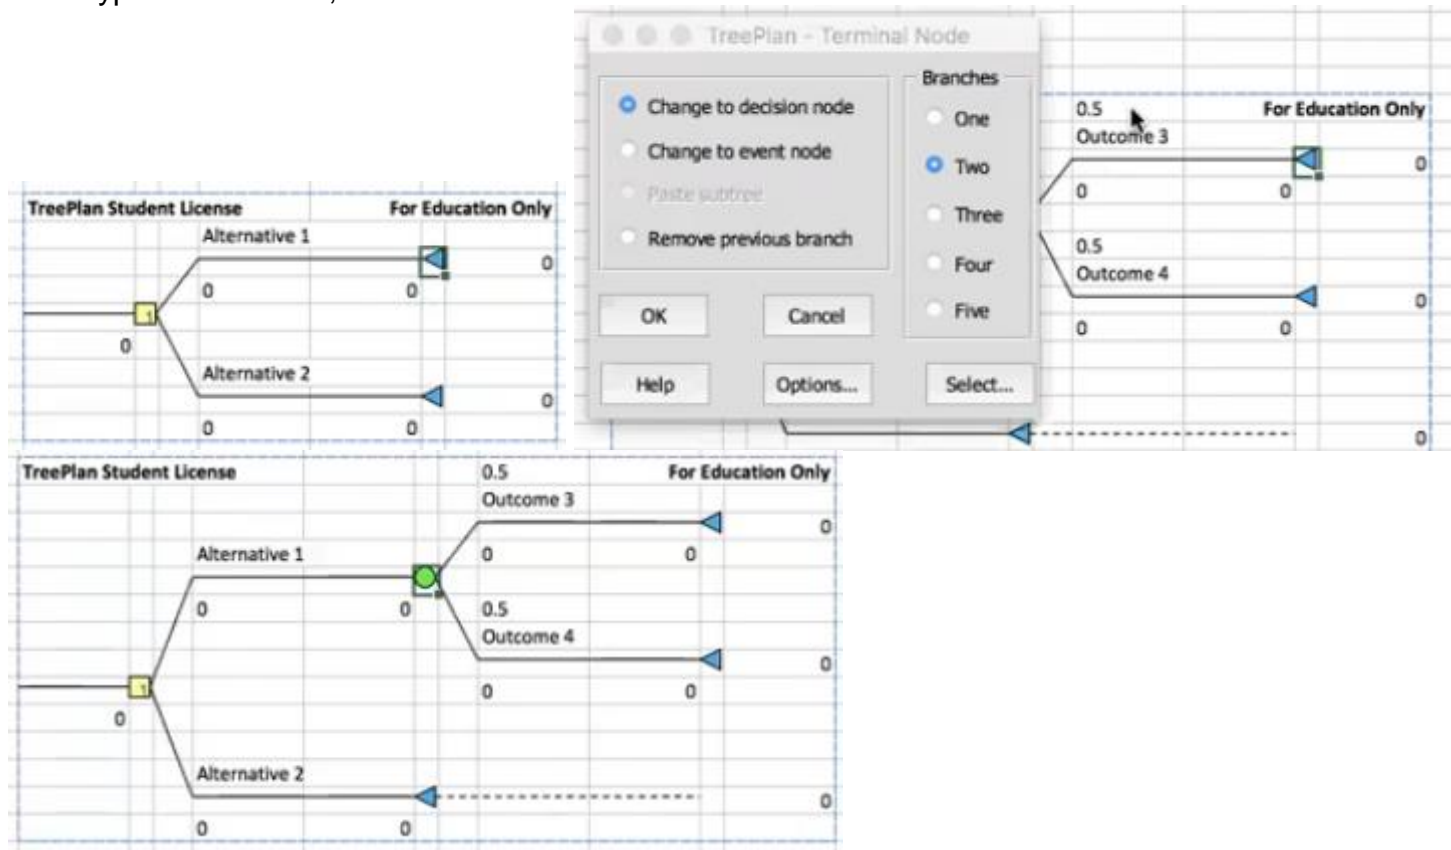 TreePlan Student License For Education Only
Alternative 1
0
0 0
1
0
Alternative 2
0
0 0
TreePlan - Terminal Node
Change to decision node
Change to event node
Paste subtree
Remove previous branch
Branches
One
Two
Three
Four
Five
OK Cancel
Help Options... Select...
0.5 For Education Only
Outcome 3
0
0 0
0.5
Outcome 4
0
0 0
0
TreePlan Student License 0.5 For Education Only
Outcome 3
0
Alternative 1 0 0
0 0 0.5
Outcome 4
0
1 0 0
0
Alternative 2
0
0 0